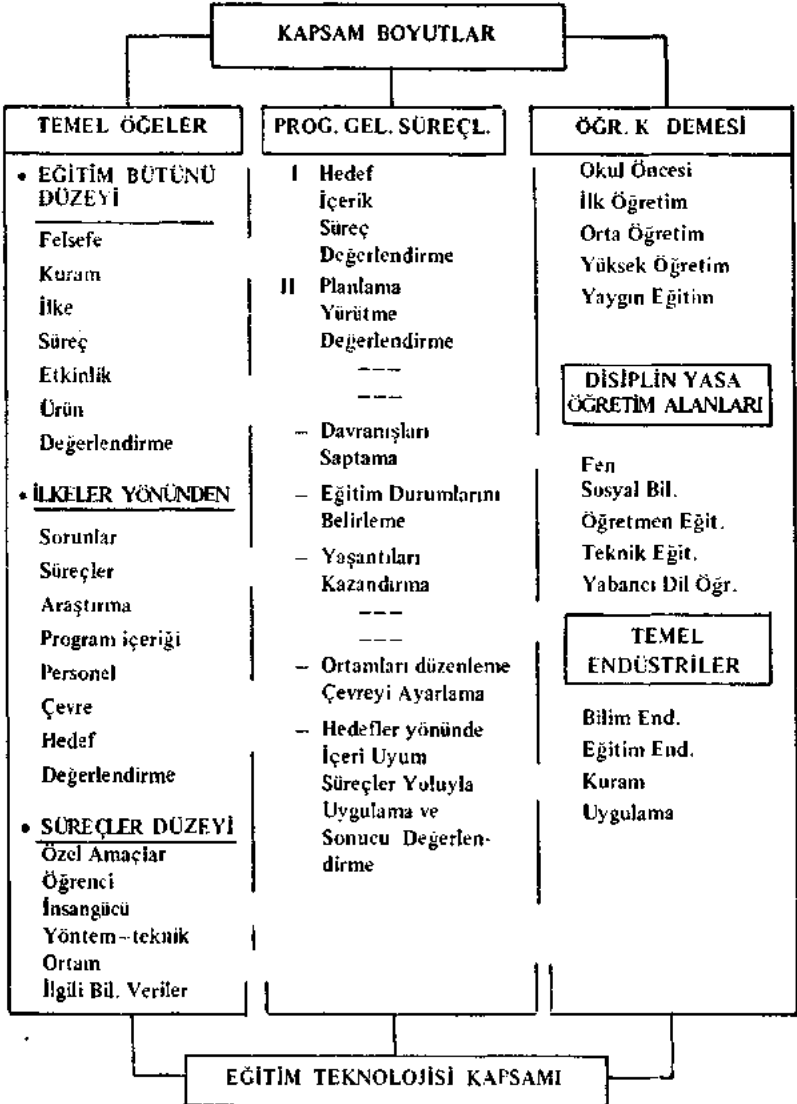 KAPSAM BOYUTLAR
TEMEL ÖĞELER
• EĞİTİM BÜTÜNÜ
DÜZEYİ
Felsefe
Kuram
İlke
Süreç
Etkinlik
Ürün
Değerlendirme
• İLKELER YÖNÜNDEN
Sorunlar
Süreçler
Araştırma
Program içeriği
Personel
Çevre
Hedef
Değerlendirme
• SÜREÇLER DÜZEYİ
Özel Amaçlar
Öğrenci
İnsangücü
Yöntem–teknik
Ortam
İlgili Bil. Veriler
PROG. GEL. SÜREÇL.
I Hedef
İçerik
Süreç
Değerlendirme
II Planlama
Yürütme
Değerlendirme
– – –
– – –
– Davranışları
Saptama
– Eğitim Durumlarını
Belirleme
– Yaşantıları
Kazandırma
– – –
– – –
– Ortamları düzenleme
Çevreyi Ayarlama
– Hedefler yönünde
İçeri Uyum
Süreçler Yoluyla
Uygulama ve
Sonucu Değerlen-
dirme
ÖĞR. K DEMESİ
Okul Öncesi
İlk Öğretim
Orta Öğretim
Yüksek Öğretim
Yaygın Eğitim
DİSİPLİN YASA
ÖĞRETİM ALANLARI
Fen
Sosyal Bil.
Öğretmen Eğit.
Teknik Eğit.
Yabancı Dil Öğr.
TEMEL
ENDÜSTRİLER
Bilim End.
Eğitim End.
Kuram
Uygulama
EĞİTİM TEKNOLOJİSİ KAPSAMI